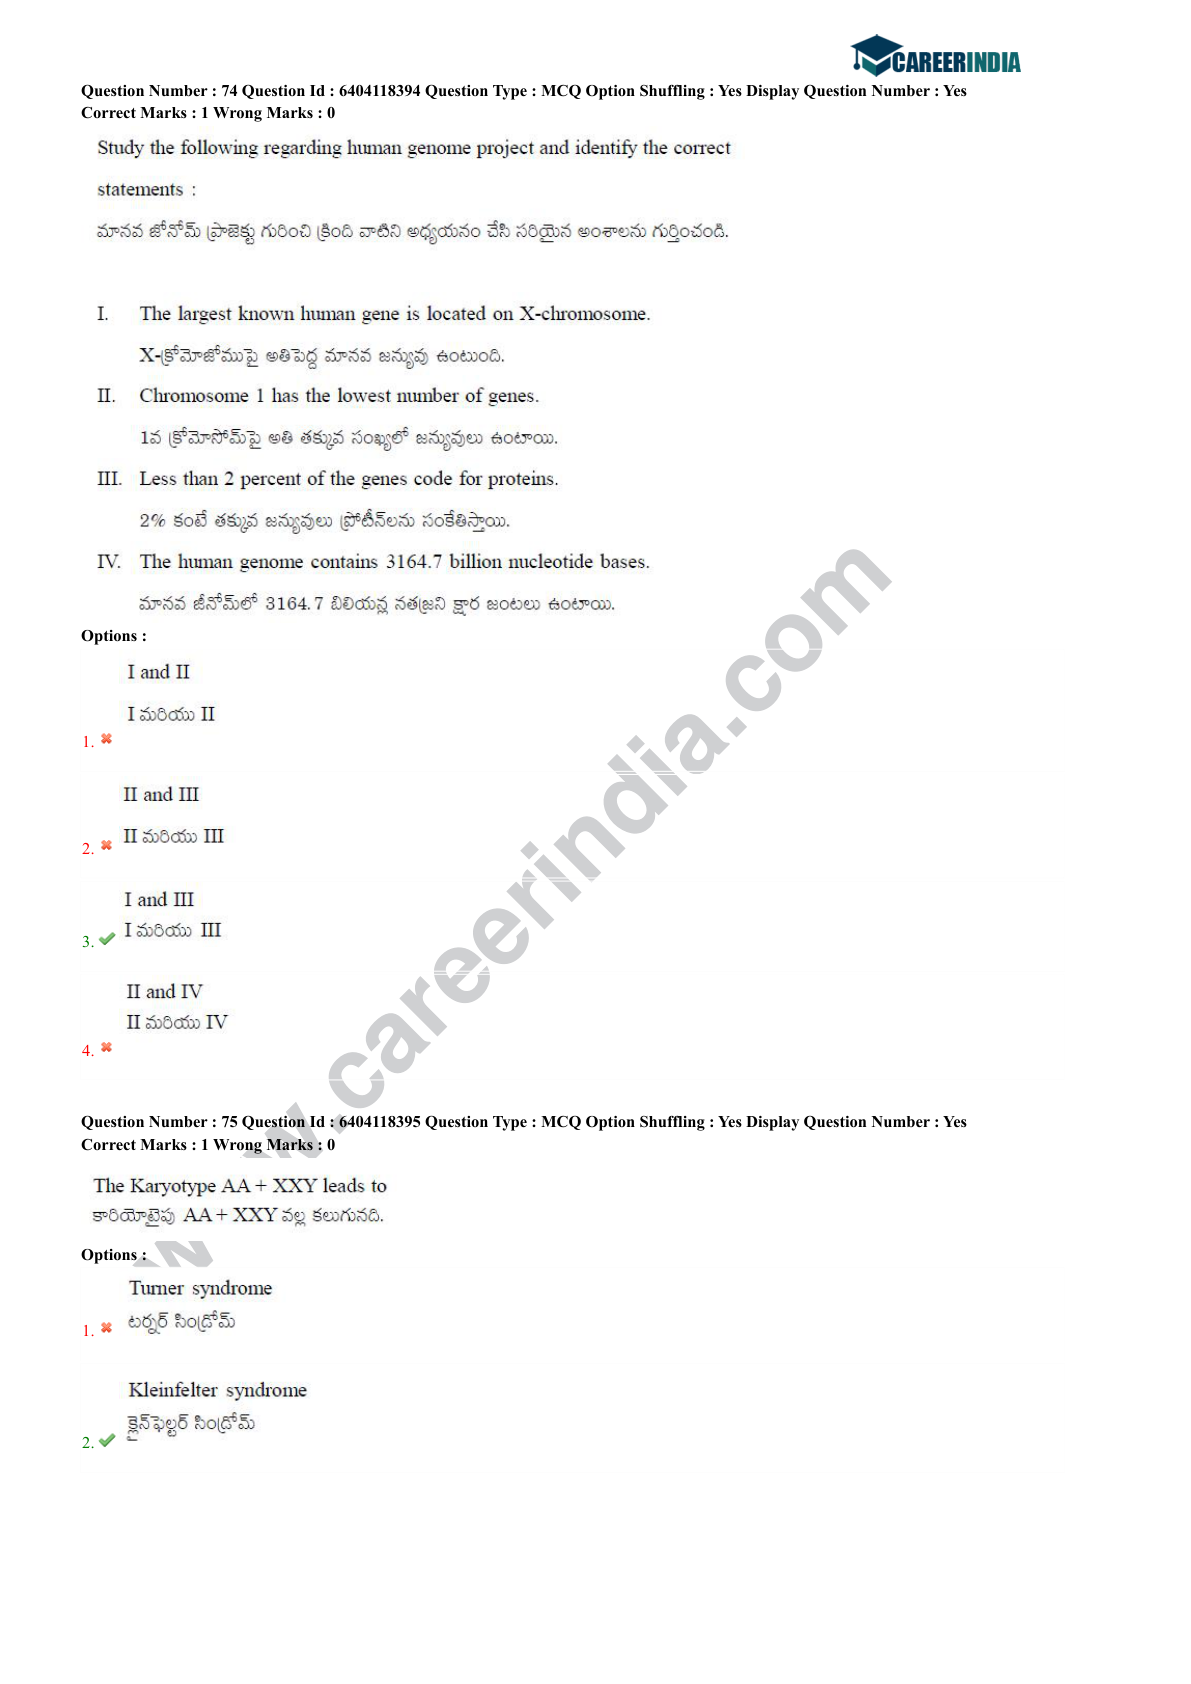 CAREERINDIA
Question Number : 74 Question Id : 6404118394 Question Type : MCQ Option Shuffling : Yes Display Question Number : Yes
Correct Marks : 1 Wrong Marks : 0
Study the following regarding human genome project and identify the correct
statements :
మానవ జీనోమ్ ప్రాజెక్టు గురించి క్రింది వాటిని అధ్యయనం చేసి సరియైన అంశాలను గుర్తించండి.
I. The largest known human gene is located on X-chromosome.
X-క్రోమోజోముపై అతిపెద్ద మానవ జన్యువు ఉంటుంది.
II. Chromosome 1 has the lowest number of genes.
1వ క్రోమోసోమ్‌పై అతి తక్కువ సంఖ్యలో జన్యువులు ఉంటాయి.
III. Less than 2 percent of the genes code for proteins.
2% కంటే తక్కువ జన్యువులు ప్రోటీన్‌లను సంకేతిస్తాయి.
IV. The human genome contains 3164.7 billion nucleotide bases.
మానవ జీనోమ్‌లో 3164.7 బిలియన్ల నత్రజని క్షార జంటలు ఉంటాయి.
Options :
I and II
I మరియు II
1.
II and III
II మరియు III
2.
I and III
I మరియు III
3.
II and IV
II మరియు IV
4.
Question Number : 75 Question Id : 6404118395 Question Type : MCQ Option Shuffling : Yes Display Question Number : Yes
Correct Marks : 1 Wrong Marks : 0
The Karyotype AA + XXY leads to
కారియోటైపు AA + XXY వల్ల కలుగునది.
Options :
Turner syndrome
టర్నర్ సిండ్రోమ్
1.
Kleinfelter syndrome
క్లైన్‌ఫెల్టర్ సిండ్రోమ్
2.
w.careerindia.com